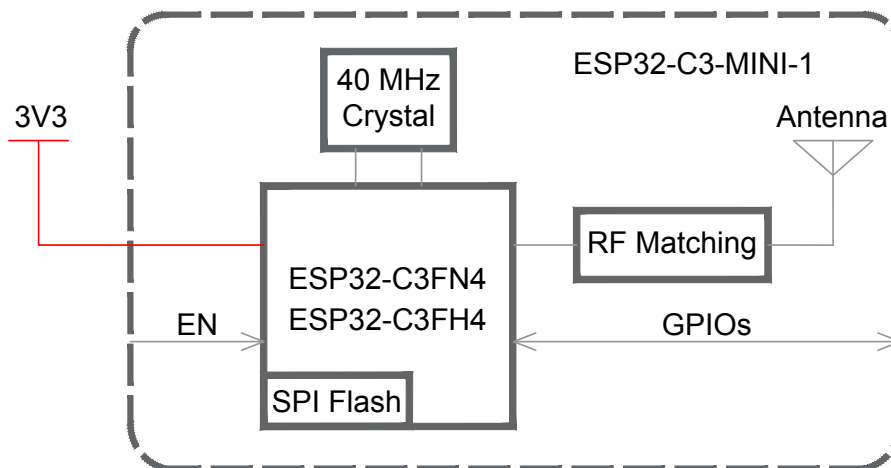 ESP32-C3-MINI-1
40 MHz
Crystal
3V3
Antenna
RF Matching
ESP32-C3FN4
ESP32-C3FH4
EN
GPIOs
SPI Flash